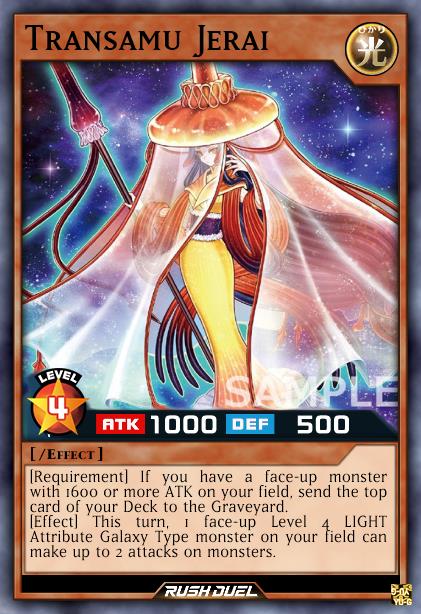 Transamu Jerai
ひかり
光
SAMPLE
LEVEL
4
ATK 1000 DEF 500
[ /Effect ]
[Requirement] If you have a face-up monster
with 1600 or more ATK on your field, send the top
card of your Deck to the Graveyard.
[Effect] This turn, 1 face-up Level 4 LIGHT
Attribute Galaxy Type monster on your field can
make up to 2 attacks on monsters.
RUSH DUEL